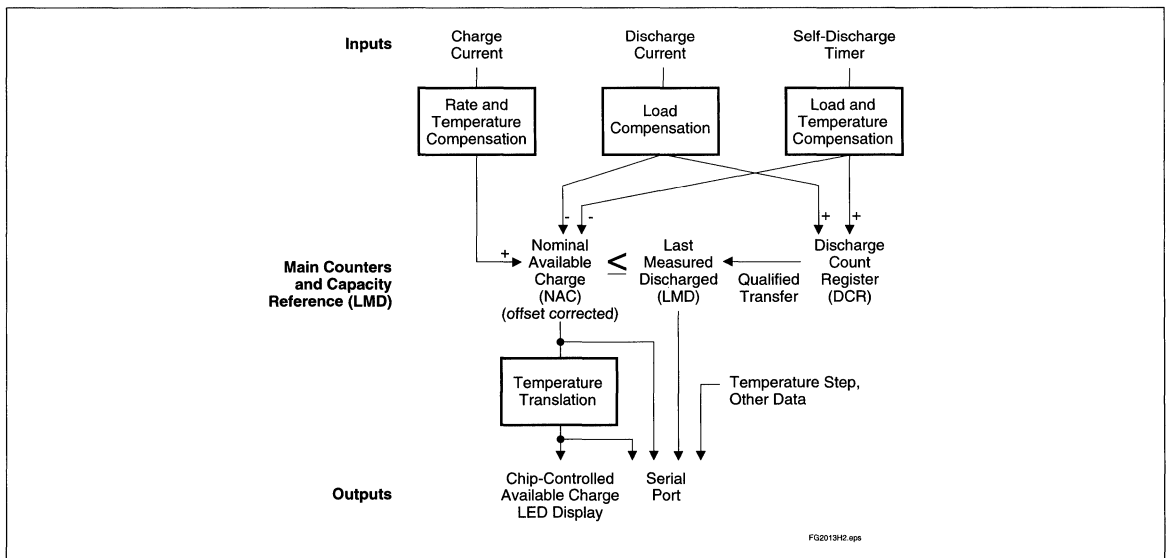 Inputs
Charge
Current
Discharge
Current
Self-Discharge
Timer
Rate and
Temperature
Compensation
Load
Compensation
Load and
Temperature
Compensation
- - + +
+
Main Counters
and Capacity
Reference (LMD)
Nominal
Available
Charge
(NAC)
(offset corrected)
≤
Last
Measured
Discharged
(LMD)
Qualified
Transfer
Discharge
Count
Register
(DCR)
Temperature
Translation
Temperature Step,
Other Data
Outputs
Chip-Controlled
Available Charge
LED Display
Serial
Port
FG2013H2.eps